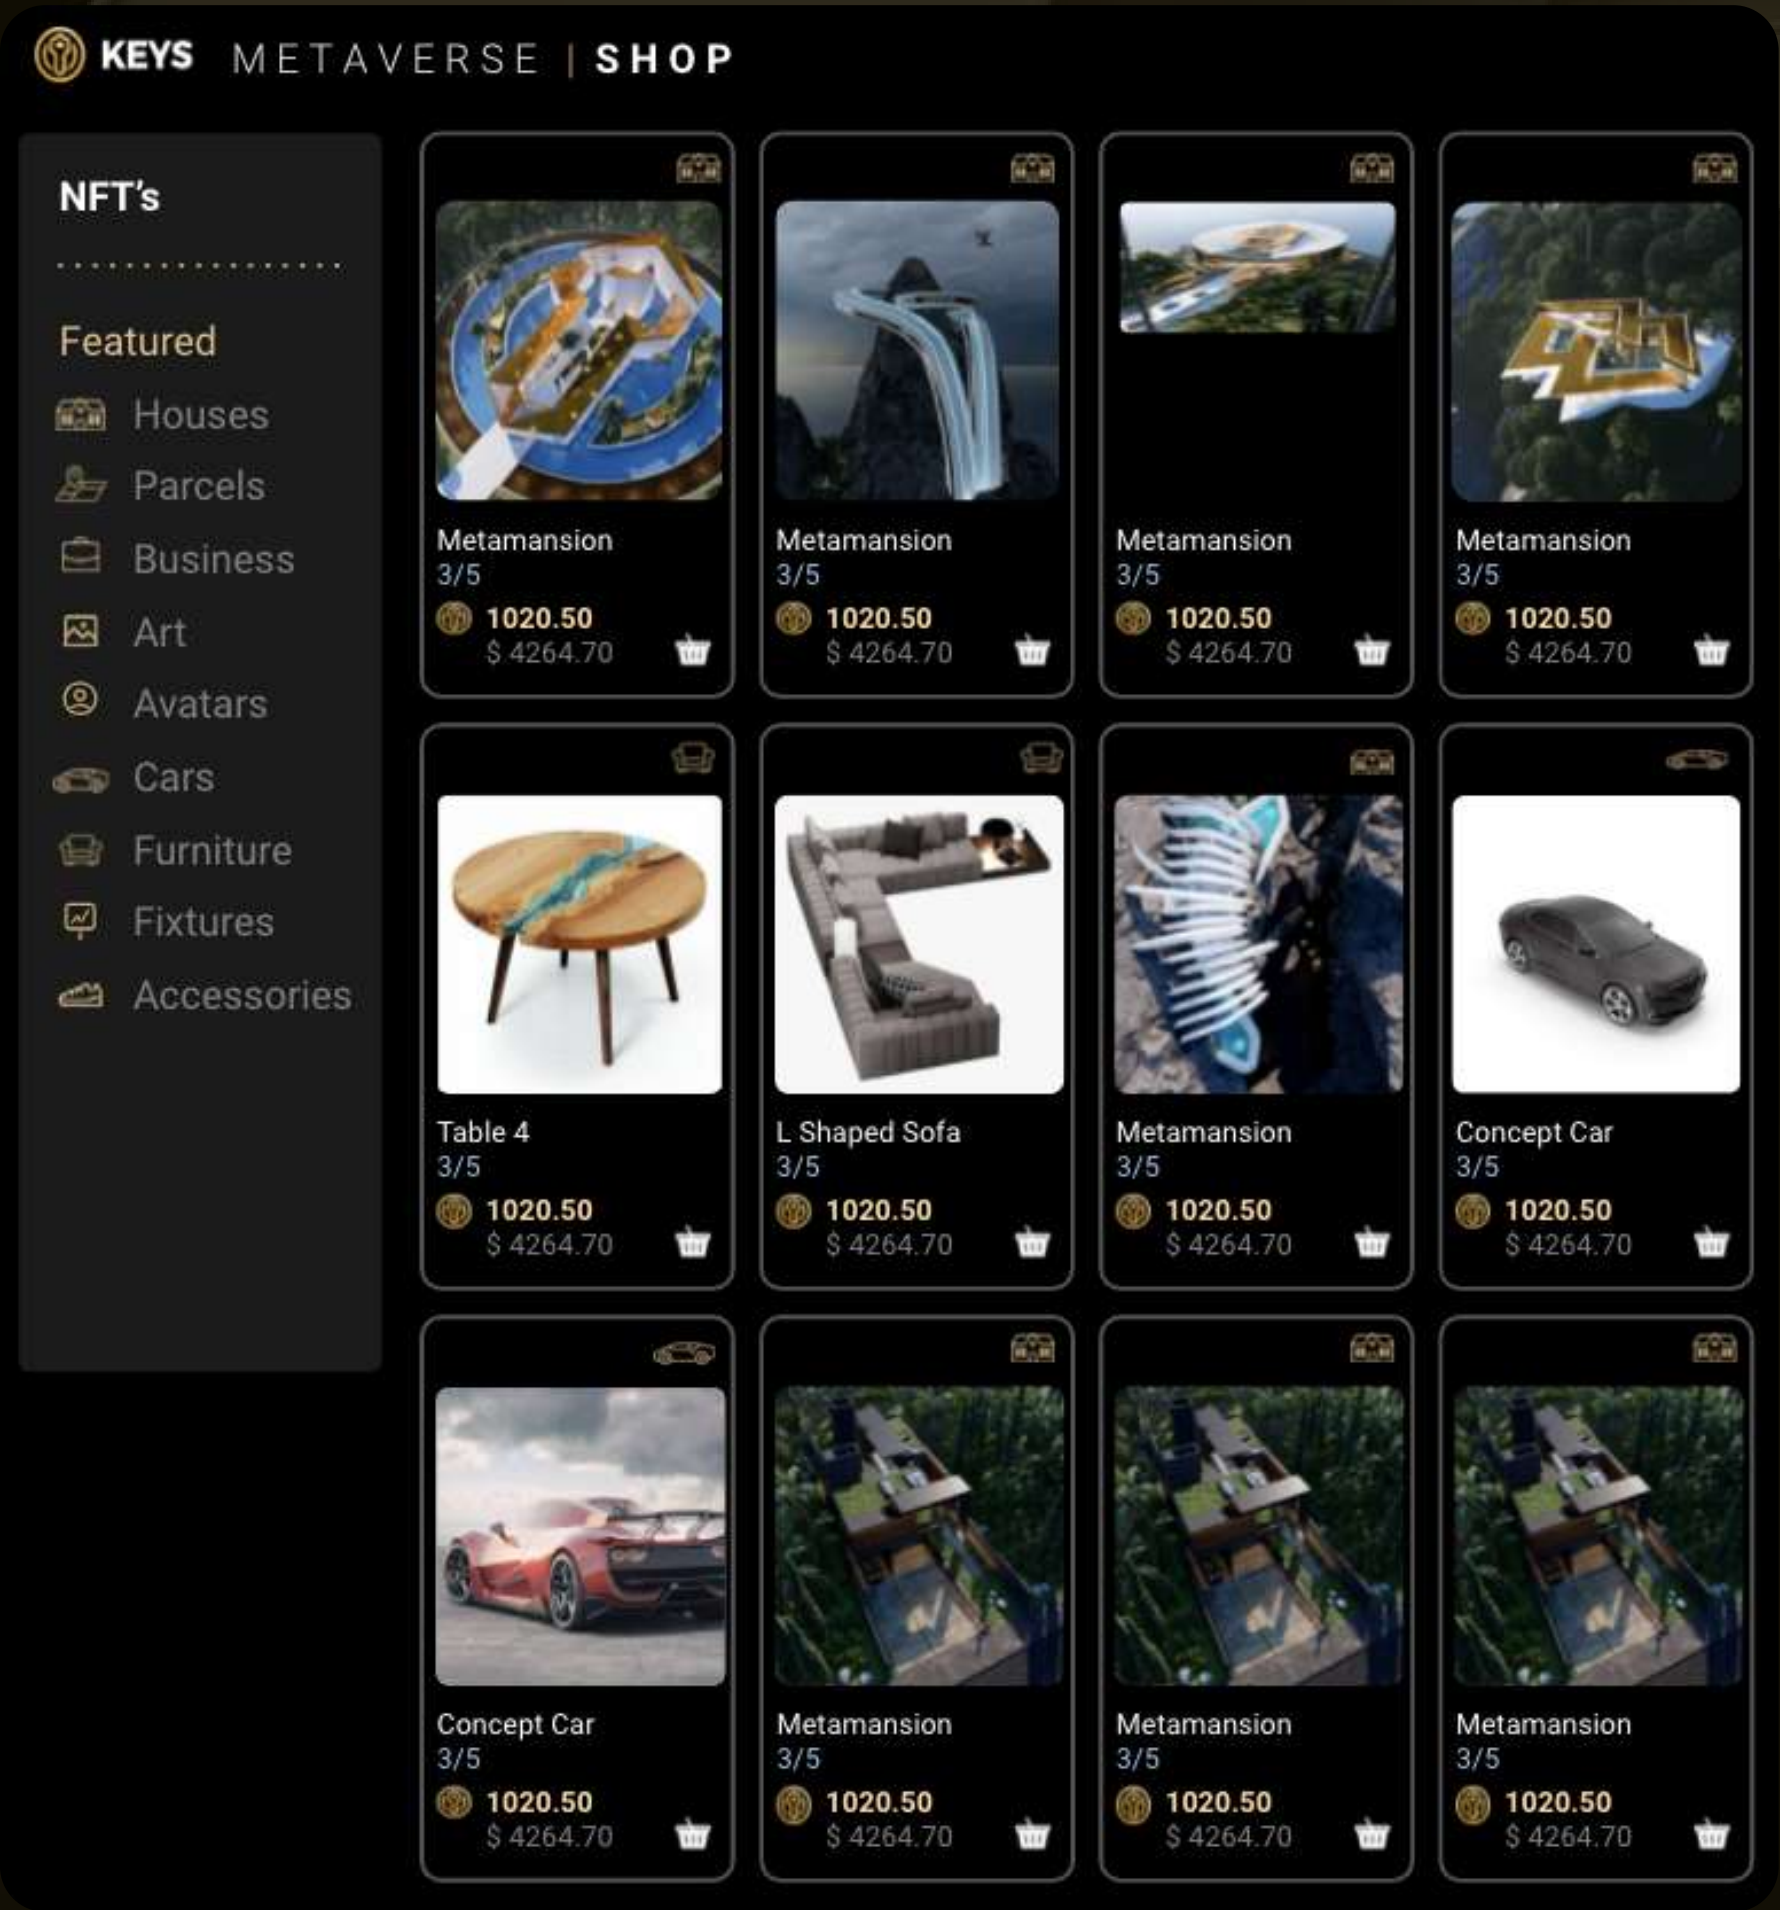 KEYS METAVERSE | SHOP
NFT's
Featured
Houses
Parcels
Business
Art
Avatars
Cars
Furniture
Fixtures
Accessories
Metamansion
3/5
1020.50
$ 4264.70
Metamansion
3/5
1020.50
$ 4264.70
Metamansion
3/5
1020.50
$ 4264.70
Metamansion
3/5
1020.50
$ 4264.70
Table 4
3/5
1020.50
$ 4264.70
L Shaped Sofa
3/5
1020.50
$ 4264.70
Metamansion
3/5
1020.50
$ 4264.70
Concept Car
3/5
1020.50
$ 4264.70
Concept Car
3/5
1020.50
$ 4264.70
Metamansion
3/5
1020.50
$ 4264.70
Metamansion
3/5
1020.50
$ 4264.70
Metamansion
3/5
1020.50
$ 4264.70